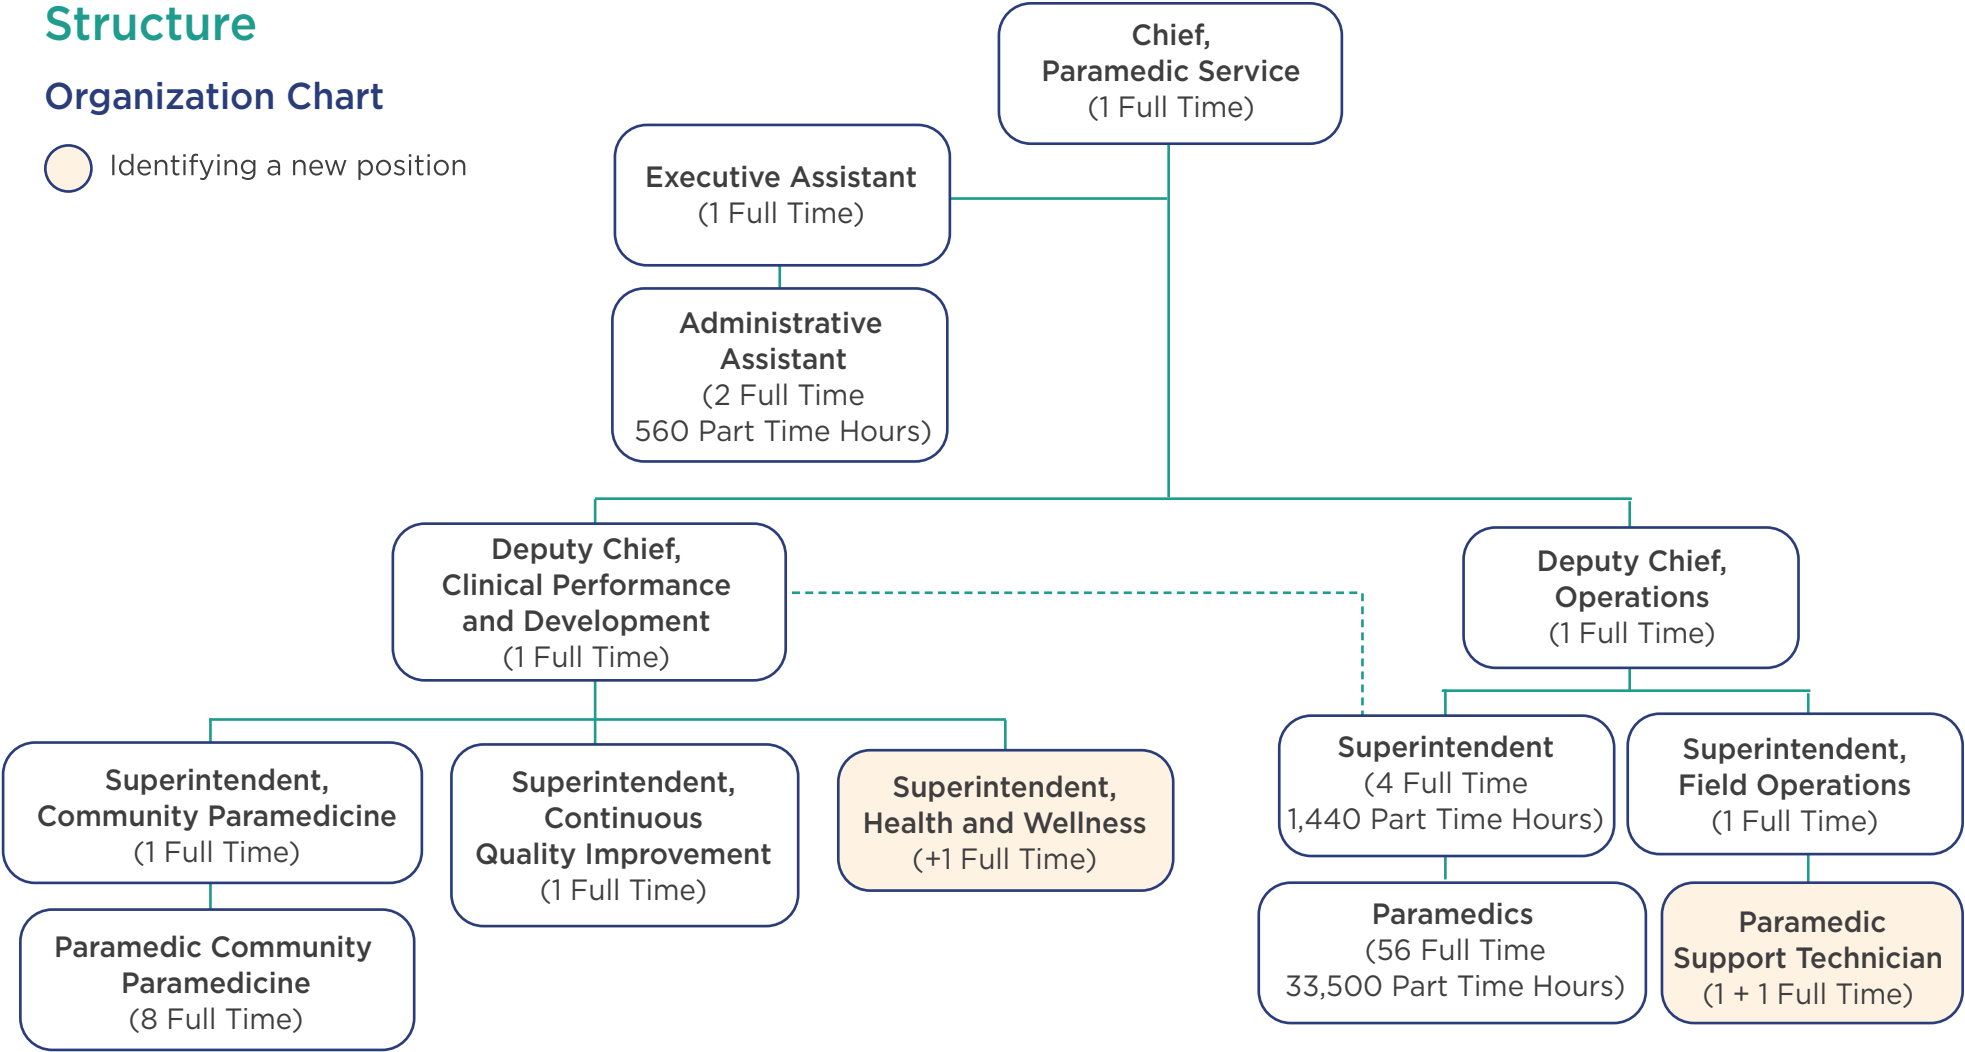 Structure
Organization Chart
Identifying a new position
Chief,
Paramedic Service
(1 Full Time)
Executive Assistant
(1 Full Time)
Administrative
Assistant
(2 Full Time
560 Part Time Hours)
Deputy Chief,
Clinical Performance
and Development
(1 Full Time)
Deputy Chief,
Operations
(1 Full Time)
Superintendent,
Community Paramedicine
(1 Full Time)
Superintendent,
Continuous
Quality Improvement
(1 Full Time)
Superintendent,
Health and Wellness
(+1 Full Time)
Superintendent
(4 Full Time
1,440 Part Time Hours)
Superintendent,
Field Operations
(1 Full Time)
Paramedic Community
Paramedicine
(8 Full Time)
Paramedics
(56 Full Time
33,500 Part Time Hours)
Paramedic
Support Technician
(1 + 1 Full Time)